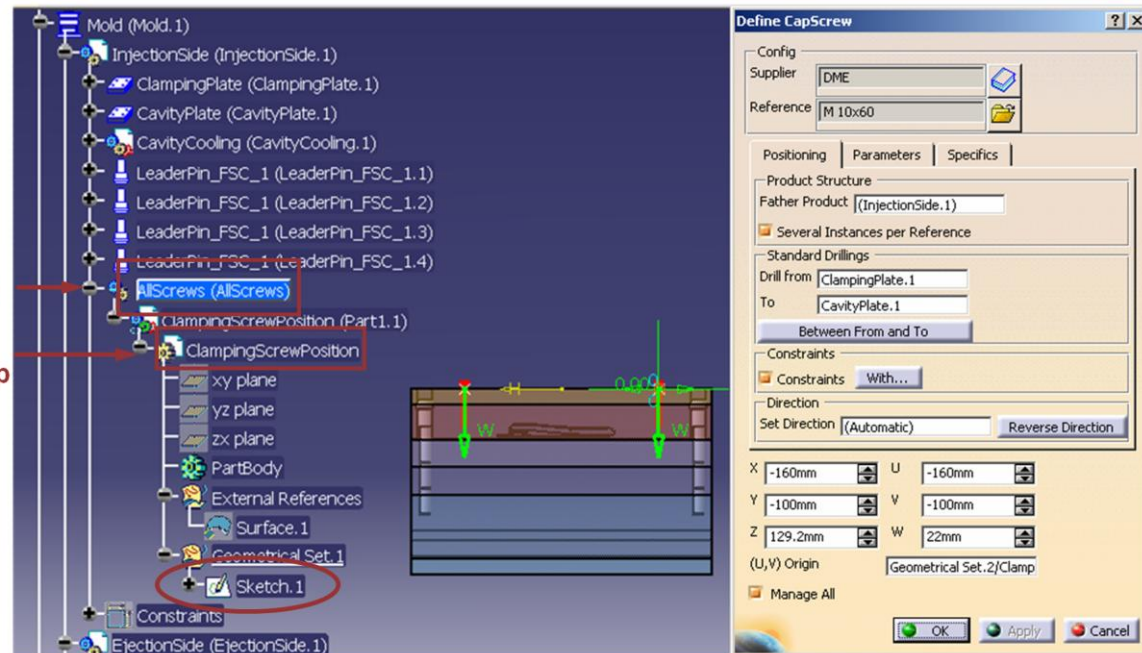 Mold (Mold.1)
InjectionSide (InjectionSide.1)
ClampingPlate (ClampingPlate.1)
CavityPlate (CavityPlate.1)
CavityCooling (CavityCooling.1)
LeaderPin_FSC_1 (LeaderPin_FSC_1.1)
LeaderPin_FSC_1 (LeaderPin_FSC_1.2)
LeaderPin_FSC_1 (LeaderPin_FSC_1.3)
LeaderPin_FSC_1 (LeaderPin_FSC_1.4)
AllScrews (AllScrews)
ClampingScrewPosition (Part1.1)
ClampingScrewPosition
xy plane
yz plane
zx plane
PartBody
External References
Surface.1
Geometrical Set.1
Sketch.1
Constraints
EjectionSide (EjectionSide.1)
p
H
W
W
Define CapScrew
Config
Supplier DME
Reference M 10x60
Positioning Parameters Specifics
Product Structure
Father Product (InjectionSide.1)
Several Instances per Reference
Standard Drillings
Drill from ClampingPlate.1
To CavityPlate.1
Between From and To
Constraints
Constraints With...
Direction
Set Direction (Automatic) Reverse Direction
X -160mm U -160mm
Y -100mm V -100mm
Z 129.2mm W 22mm
(U,V) Origin Geometrical Set.2/Clamp
Manage All
OK Apply Cancel